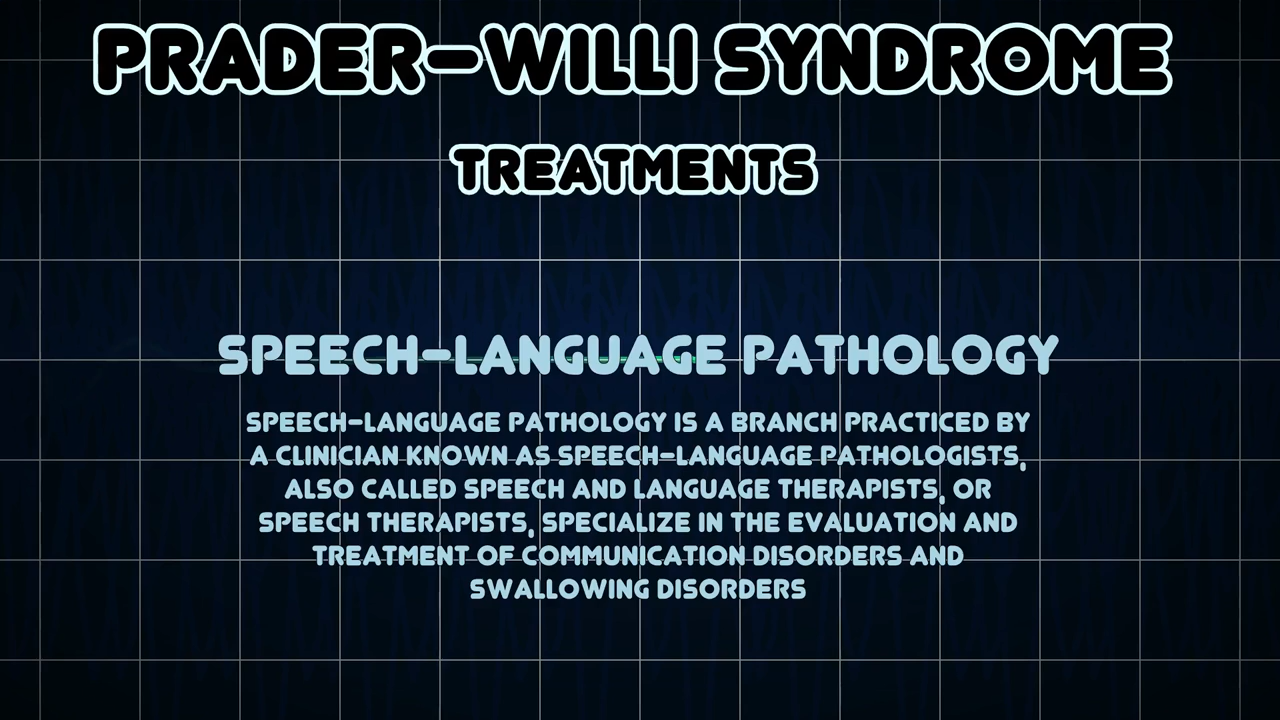 PRADER-WILLI SYNDROME
TREATMENTS
SPEECH-LANGUAGE PATHOLOGY
SPEECH-LANGUAGE PATHOLOGY IS A BRANCH PRACTICED BY
A CLINICIAN KNOWN AS SPEECH-LANGUAGE PATHOLOGISTS,
ALSO CALLED SPEECH AND LANGUAGE THERAPISTS, OR
SPEECH THERAPISTS, SPECIALIZE IN THE EVALUATION AND
TREATMENT OF COMMUNICATION DISORDERS AND
SWALLOWING DISORDERS